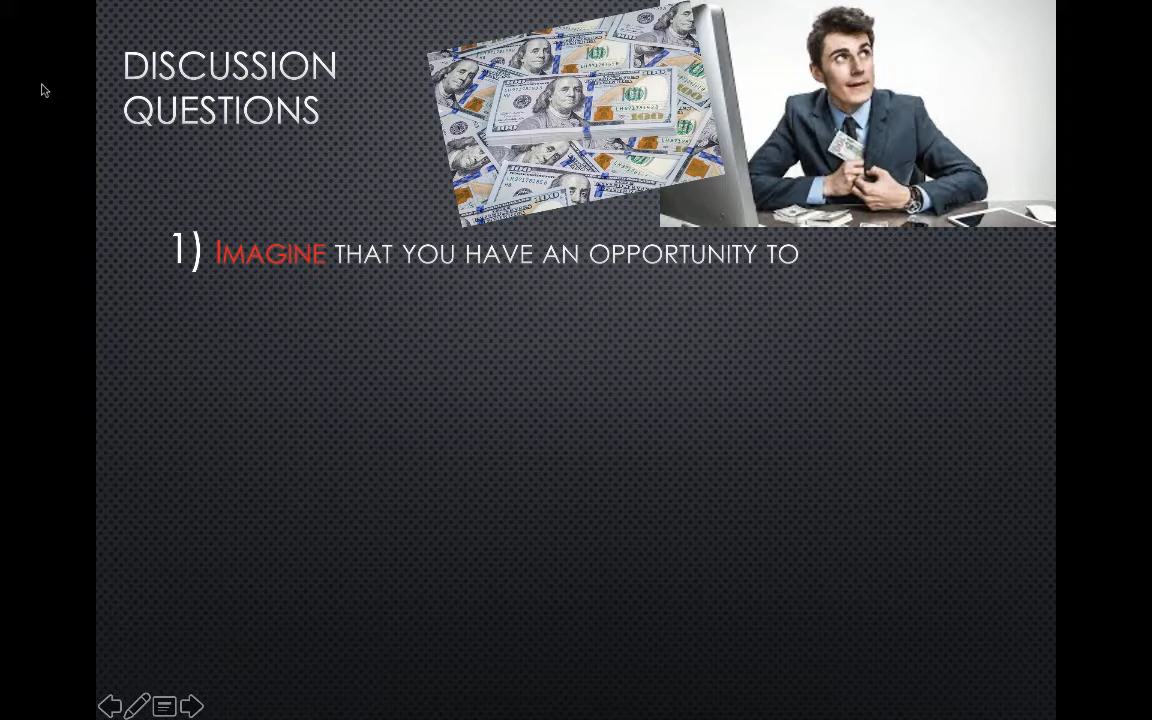 DISCUSSION
QUESTIONS
1) IMAGINE THAT YOU HAVE AN OPPORTUNITY TO